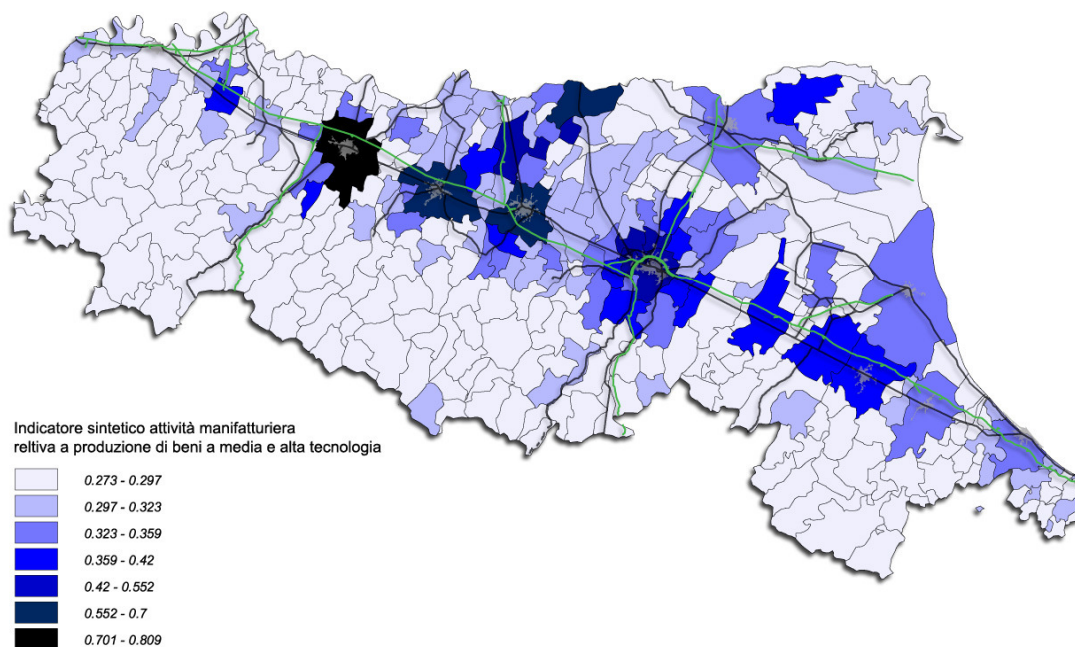 Indicatore sintetico attività manifatturiera
reltiva a produzione di beni a media e alta tecnologia
0.273 - 0.297
0.297 - 0.323
0.323 - 0.359
0.359 - 0.42
0.42 - 0.552
0.552 - 0.7
0.701 - 0.809